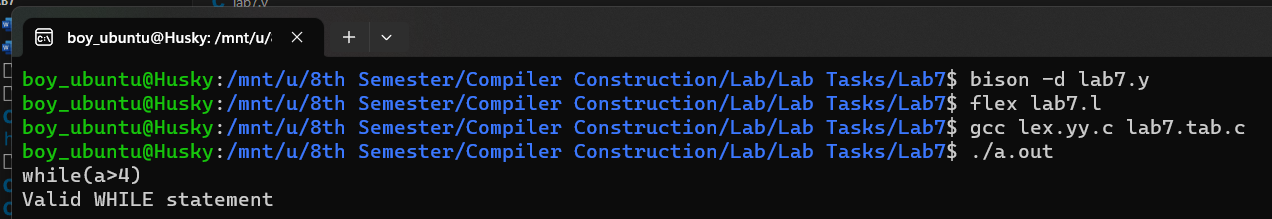 lab7.y
boy_ubuntu@Husky: /mnt/u/
boy_ubuntu@Husky:/mnt/u/8th Semester/Compiler Construction/Lab/Lab Tasks/Lab7$ bison -d lab7.y
boy_ubuntu@Husky:/mnt/u/8th Semester/Compiler Construction/Lab/Lab Tasks/Lab7$ flex lab7.l
boy_ubuntu@Husky:/mnt/u/8th Semester/Compiler Construction/Lab/Lab Tasks/Lab7$ gcc lex.yy.c lab7.tab.c
boy_ubuntu@Husky:/mnt/u/8th Semester/Compiler Construction/Lab/Lab Tasks/Lab7$ ./a.out
while(a>4)
Valid WHILE statement